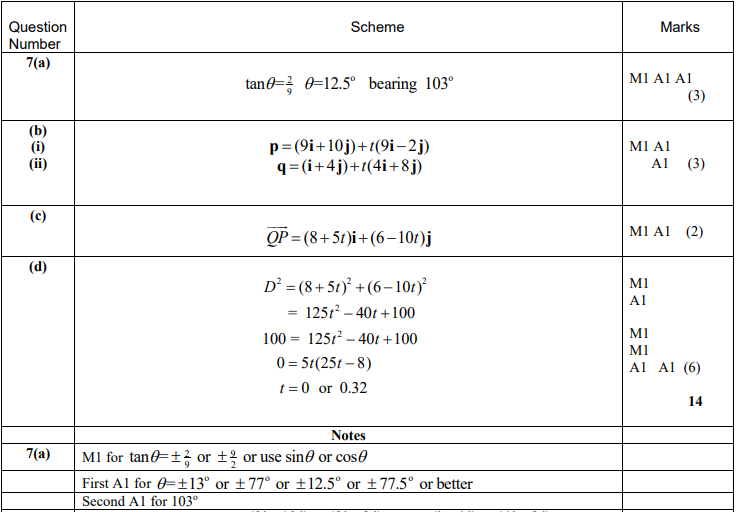 Question Number Scheme Marks
7(a)
tanθ=2/9 θ=12.5° bearing 103° M1 A1 A1
(3)
(b)
(i) p=(9i+10j)+t(9i−2j) M1 A1
(ii) q=(i+4j)+t(4i+8j) A1 (3)
(c)
QP=(8+5t)i+(6−10t)j M1 A1 (2)
(d)
D²=(8+5t)²+(6−10t)² M1
= 125t²−40t+100 A1
100= 125t²−40t+100 M1
0=5t(25t−8) M1
t=0 or 0.32 A1 A1 (6)
14
Notes
7(a) M1 for tanθ=±2/9 or ±9/2 or use sinθ or cosθ
First A1 for θ=±13° or ±77° or ±12.5° or ±77.5° or better
Second A1 for 103°